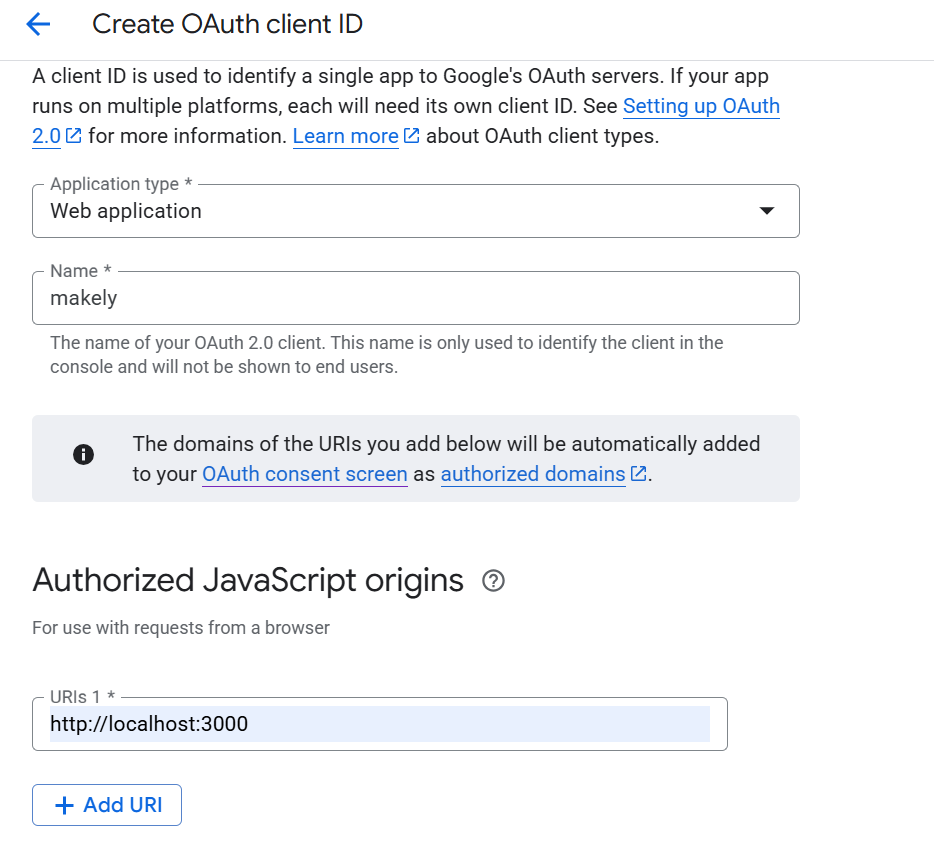 Create OAuth client ID
A client ID is used to identify a single app to Google's OAuth servers. If your app
runs on multiple platforms, each will need its own client ID. See Setting up OAuth
2.0 for more information. Learn more about OAuth client types.
Application type *
Web application
Name *
makely
The name of your OAuth 2.0 client. This name is only used to identify the client in the
console and will not be shown to end users.
The domains of the URIs you add below will be automatically added
to your OAuth consent screen as authorized domains.
Authorized JavaScript origins
For use with requests from a browser
URIs 1 *
http://localhost:3000
+ Add URI